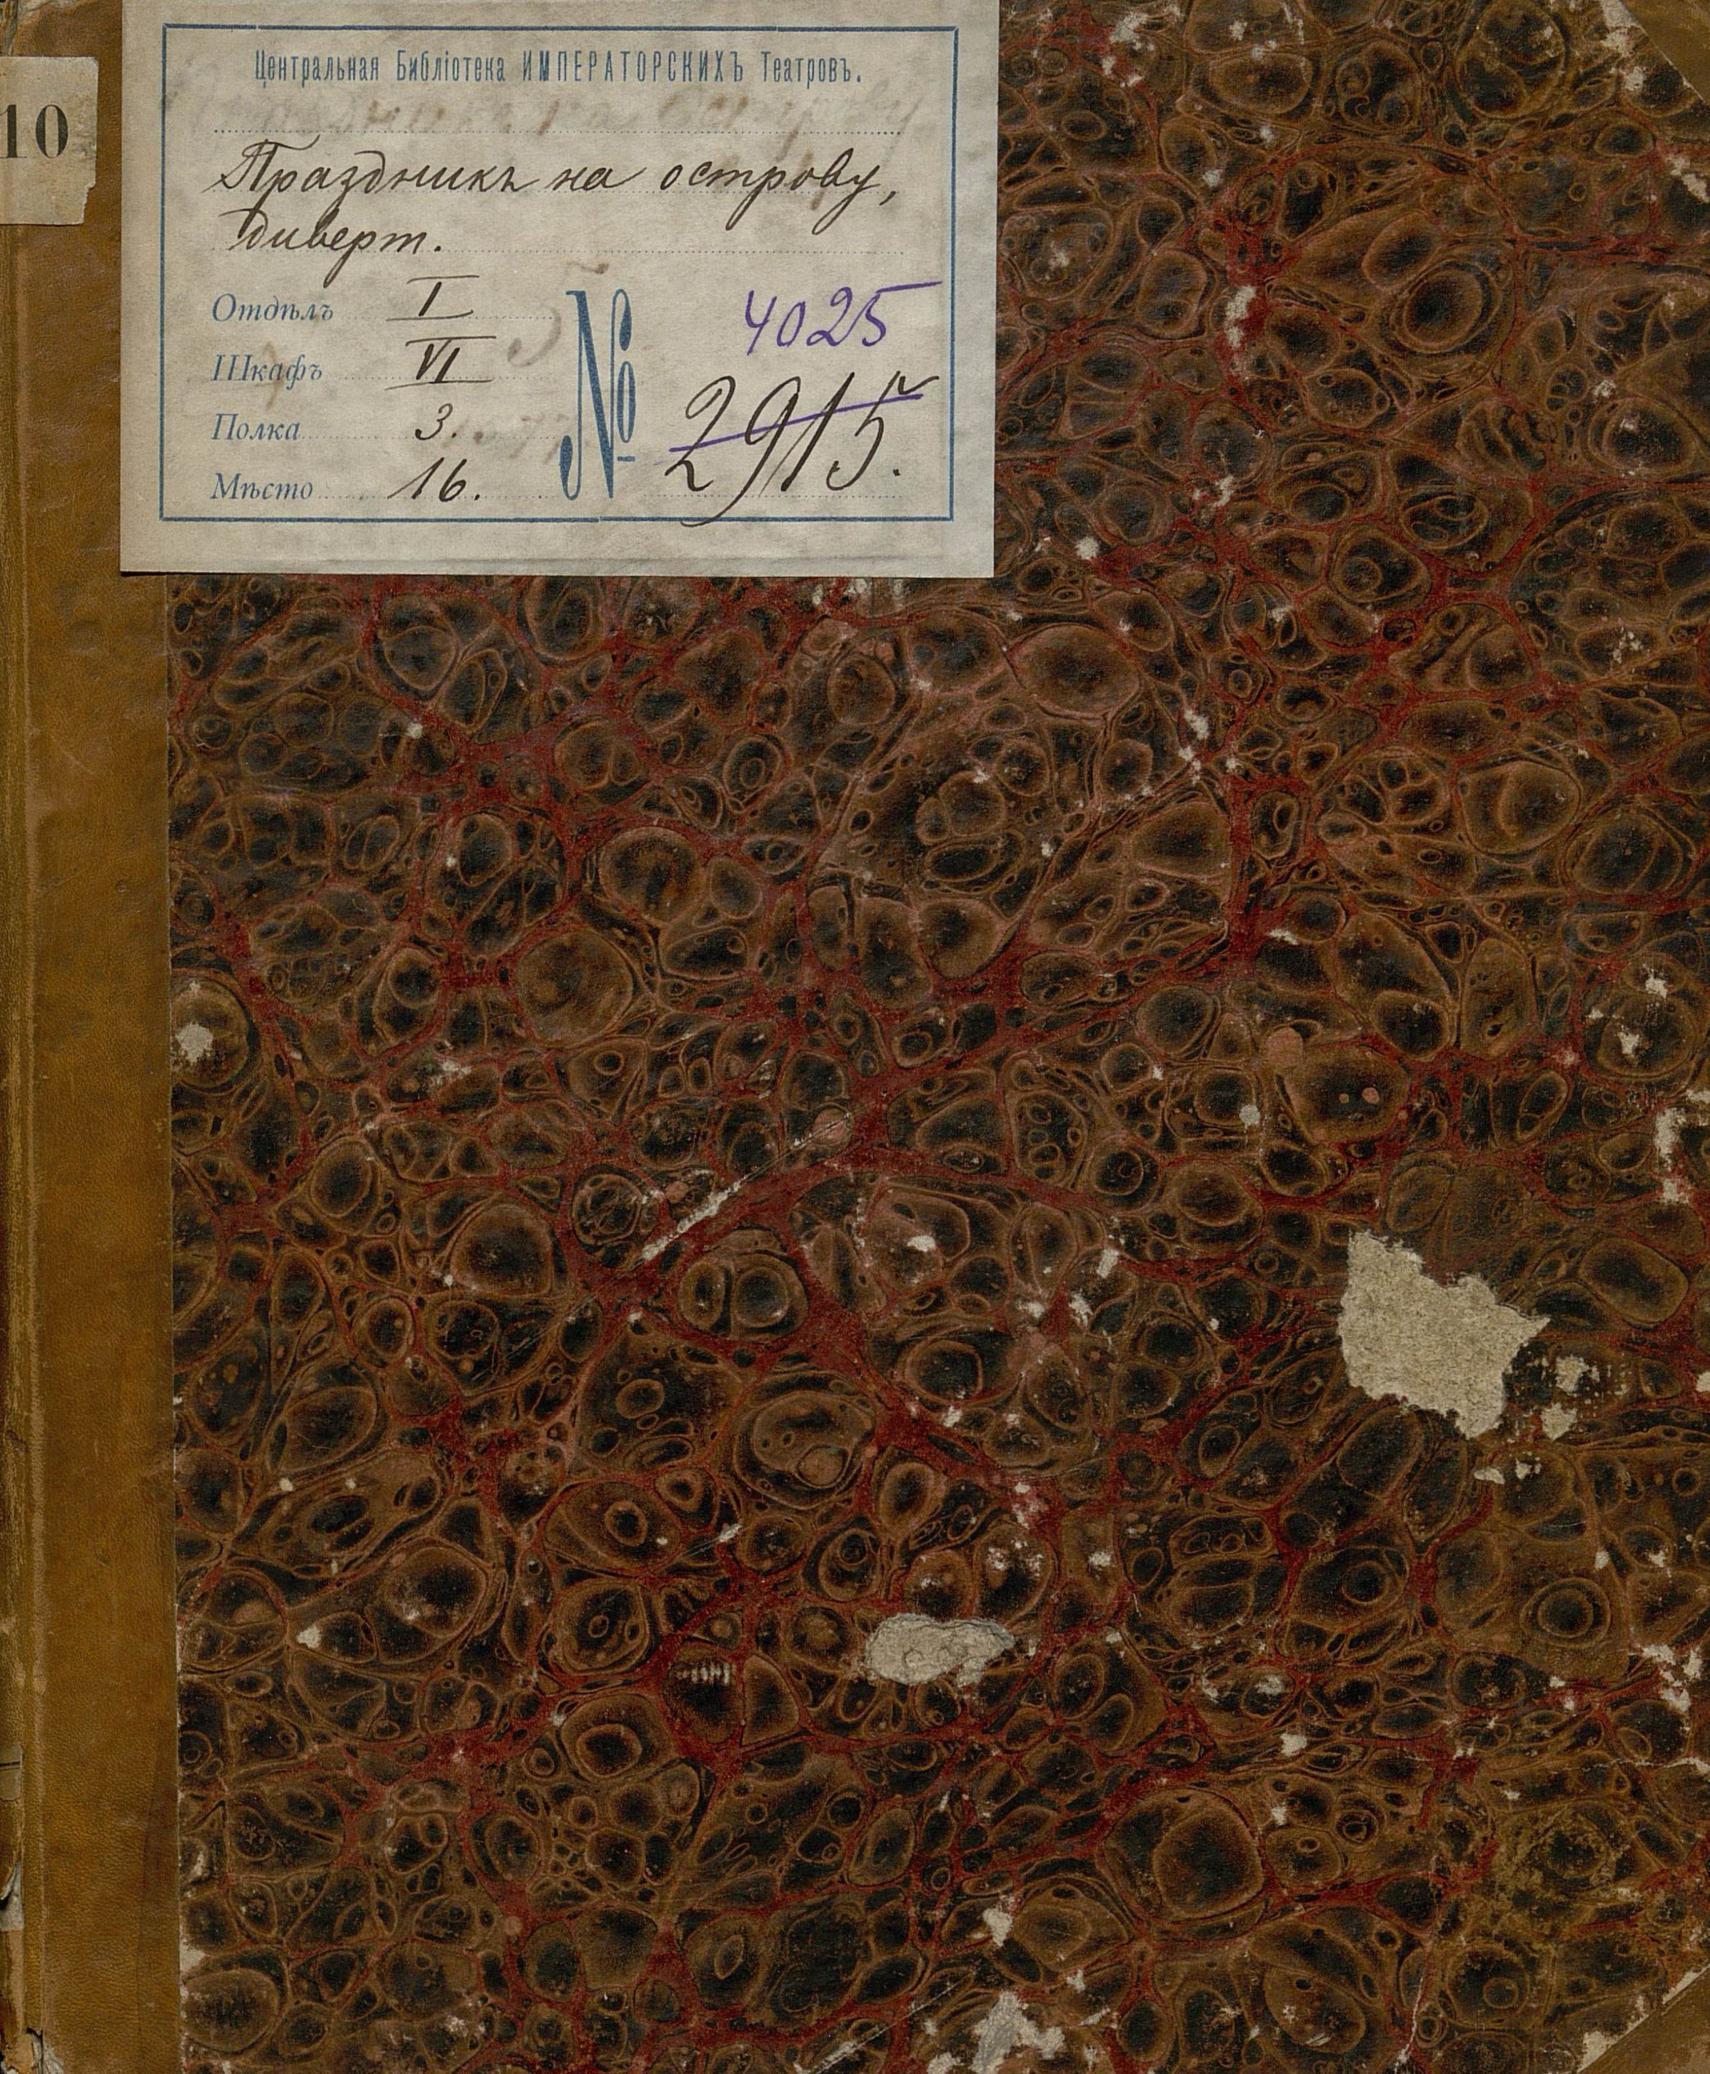 10
Центральная Библіотека ИМПЕРАТОРСКИХЪ Театровъ.
Праздникъ на острову,
диверт.
Отдѣлъ I
Шкафъ VI
Полка 3.
Мѣсто 16.
№ 4025
2915.